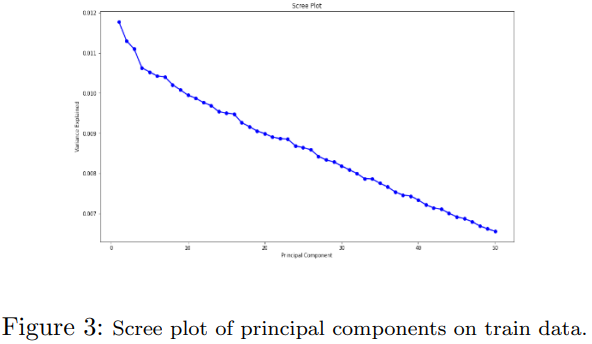 Scree Plot
0.012
0.011
0.010
0.009
0.008
0.007
Variance Explained
0 10 20 30 40 50
Principal Component
Figure 3: Scree plot of principal components on train data.